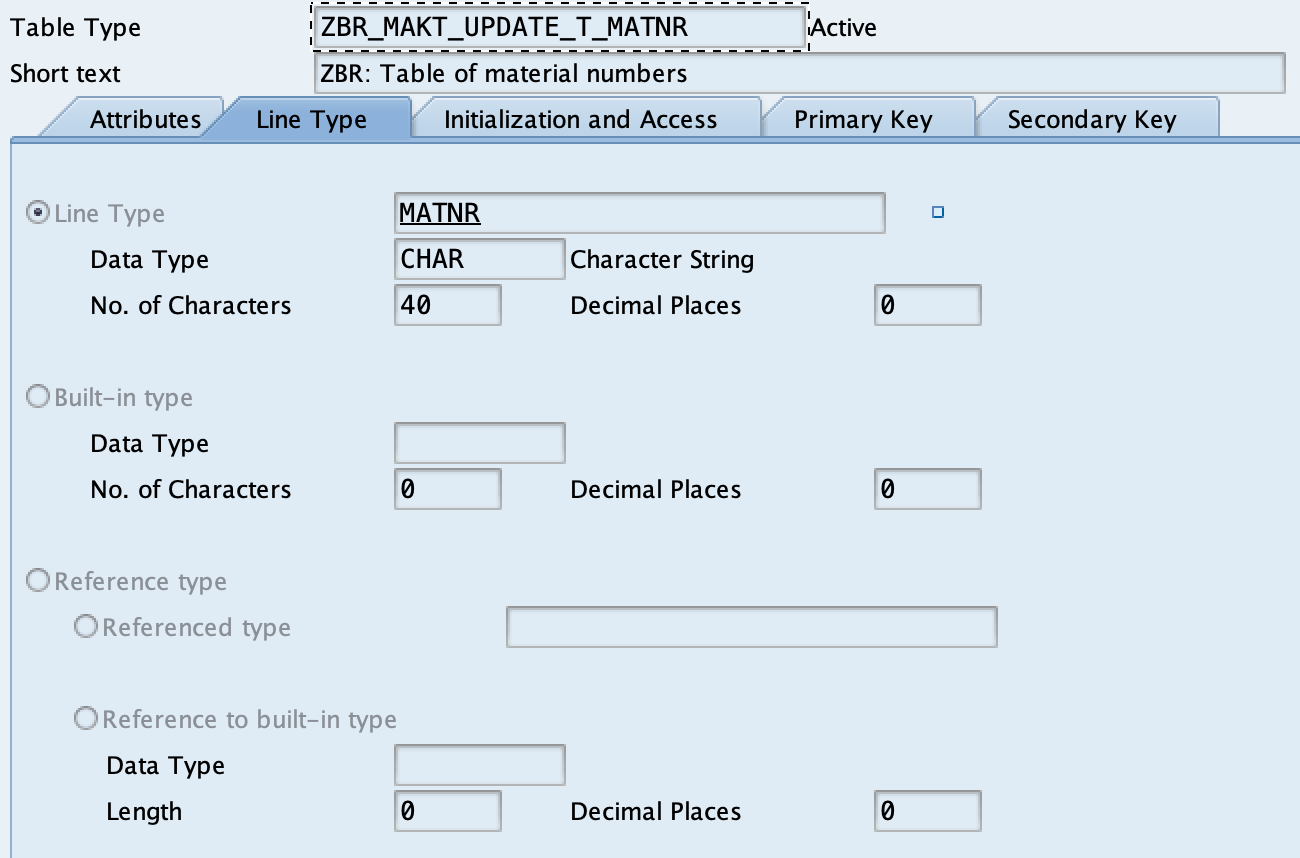 Table Type ZBR_MAKT_UPDATE_T_MATNR Active
Short text ZBR: Table of material numbers
Attributes Line Type Initialization and Access Primary Key Secondary Key
Line Type MATNR
Data Type CHAR Character String
No. of Characters 40 Decimal Places 0
Built-in type
Data Type
No. of Characters 0 Decimal Places 0
Reference type
Referenced type
Reference to built-in type
Data Type
Length 0 Decimal Places 0